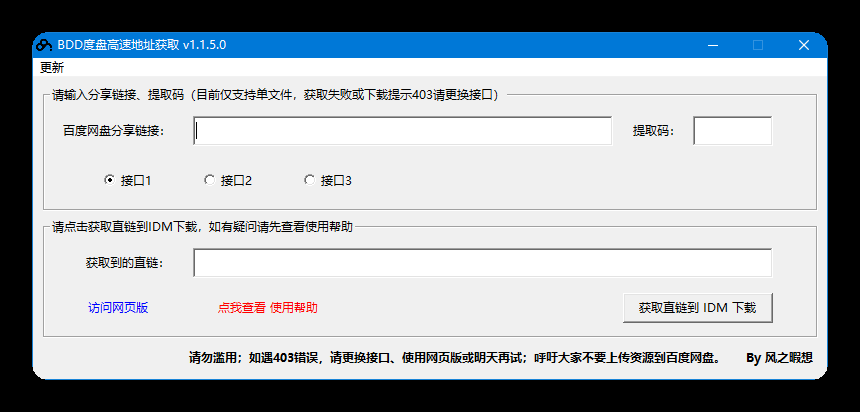 BDD度盘高速地址获取 v1.1.5.0
更新
请输入分享链接、提取码（目前仅支持单文件，获取失败或下载提示403请更换接口）
百度网盘分享链接： 提取码：
接口1 接口2 接口3
请点击获取直链到IDM下载，如有疑问请先查看使用帮助
获取到的直链：
访问网页版 点我查看 使用帮助 获取直链到 IDM 下载
请勿滥用；如遇403错误，请更换接口、使用网页版或明天再试；呼吁大家不要上传资源到百度网盘。 By 风之暇想